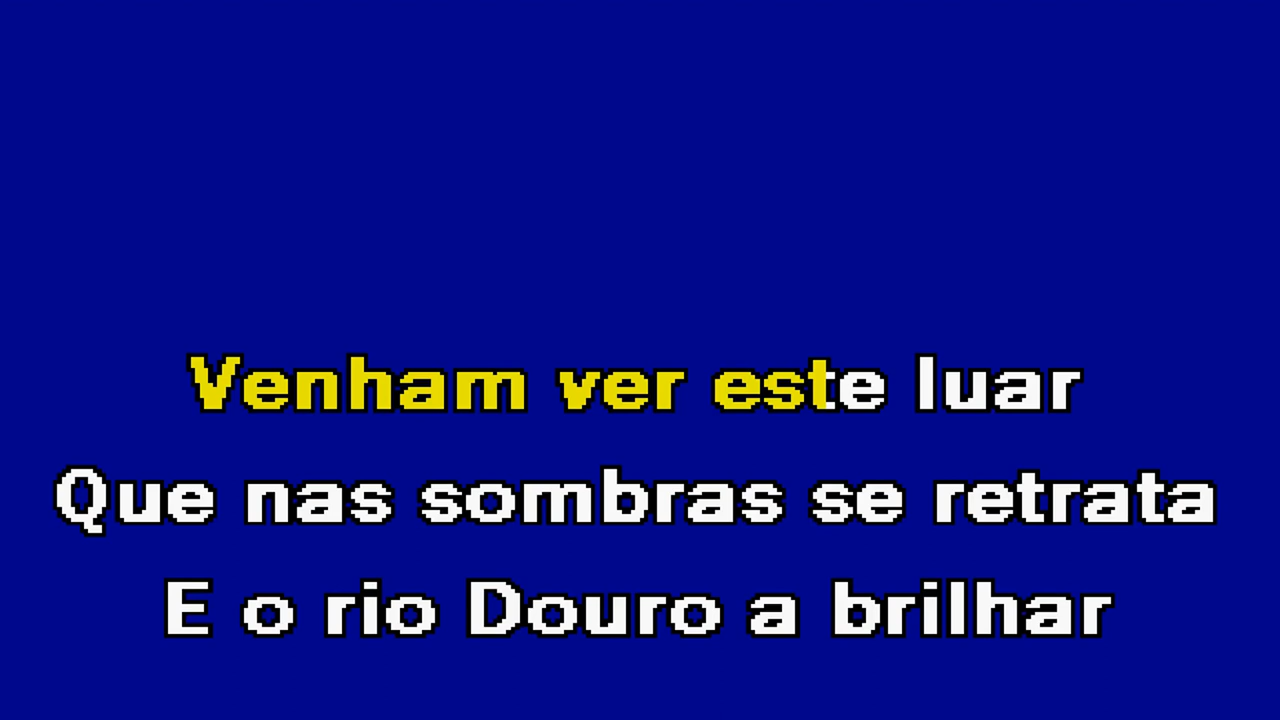 Venham ver este luar
Que nas sombras se retrata
E o rio Douro a brilhar